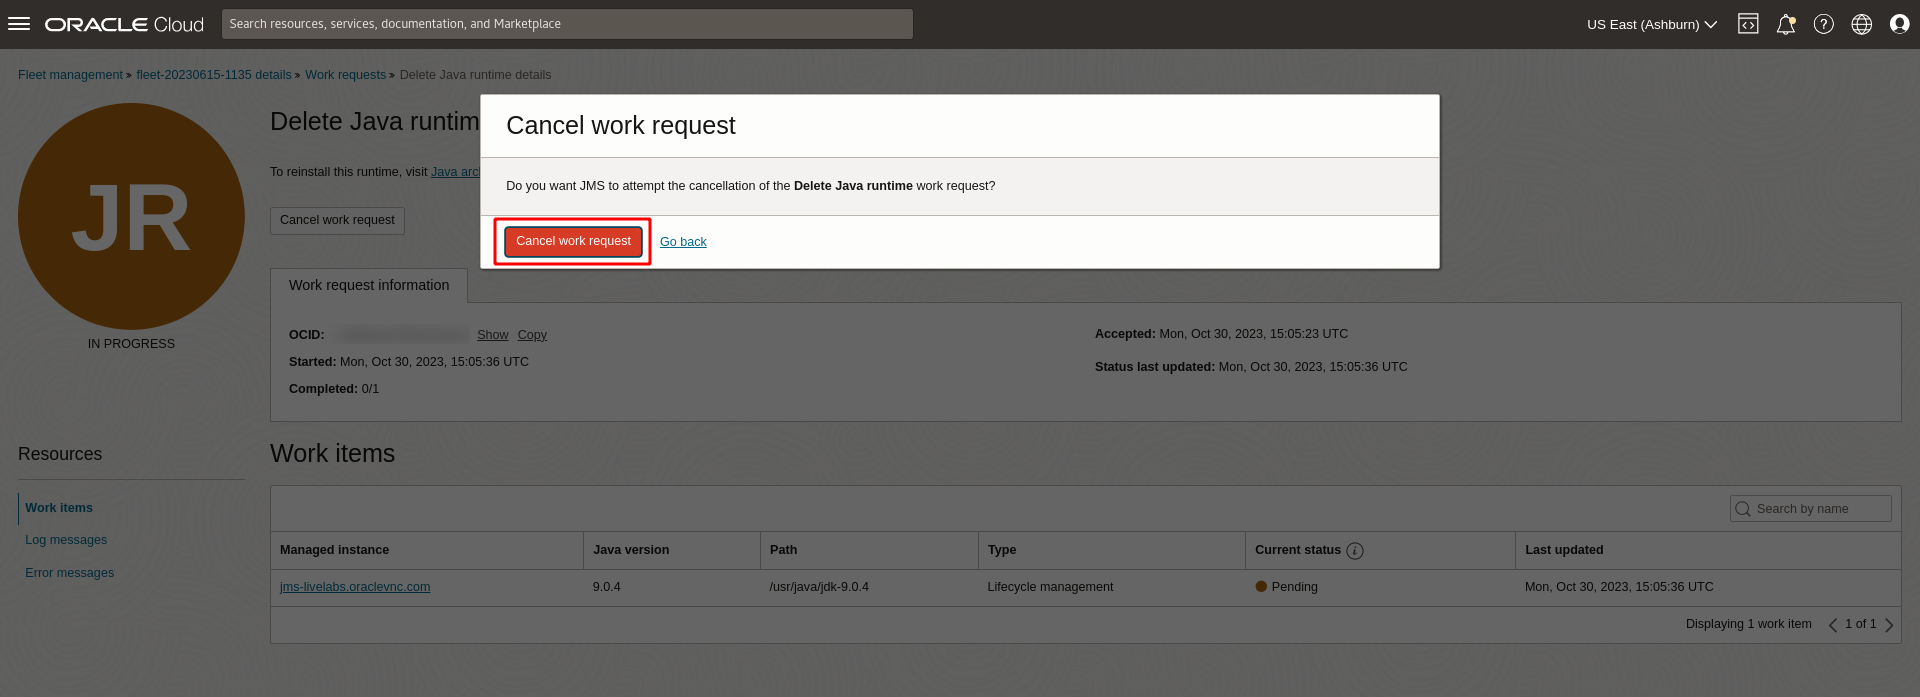 ORACLE Cloud
Search resources, services, documentation, and Marketplace
US East (Ashburn)
Fleet management » fleet-20230615-1135 details » Work requests » Delete Java runtime details
JR
IN PROGRESS
Delete Java runtim
To reinstall this runtime, visit Java arc
Cancel work request
Cancel work request
Do you want JMS to attempt the cancellation of the Delete Java runtime work request?
Cancel work request Go back
Work request information
OCID: Show Copy
Started: Mon, Oct 30, 2023, 15:05:36 UTC
Completed: 0/1
Accepted: Mon, Oct 30, 2023, 15:05:23 UTC
Status last updated: Mon, Oct 30, 2023, 15:05:36 UTC
Resources
Work items
Log messages
Error messages
Work items
Search by name
Managed instance Java version Path Type Current status i Last updated
jms-livelabs.oraclevnc.com 9.0.4 /usr/java/jdk-9.0.4 Lifecycle management Pending Mon, Oct 30, 2023, 15:05:36 UTC
Displaying 1 work item 1 of 1